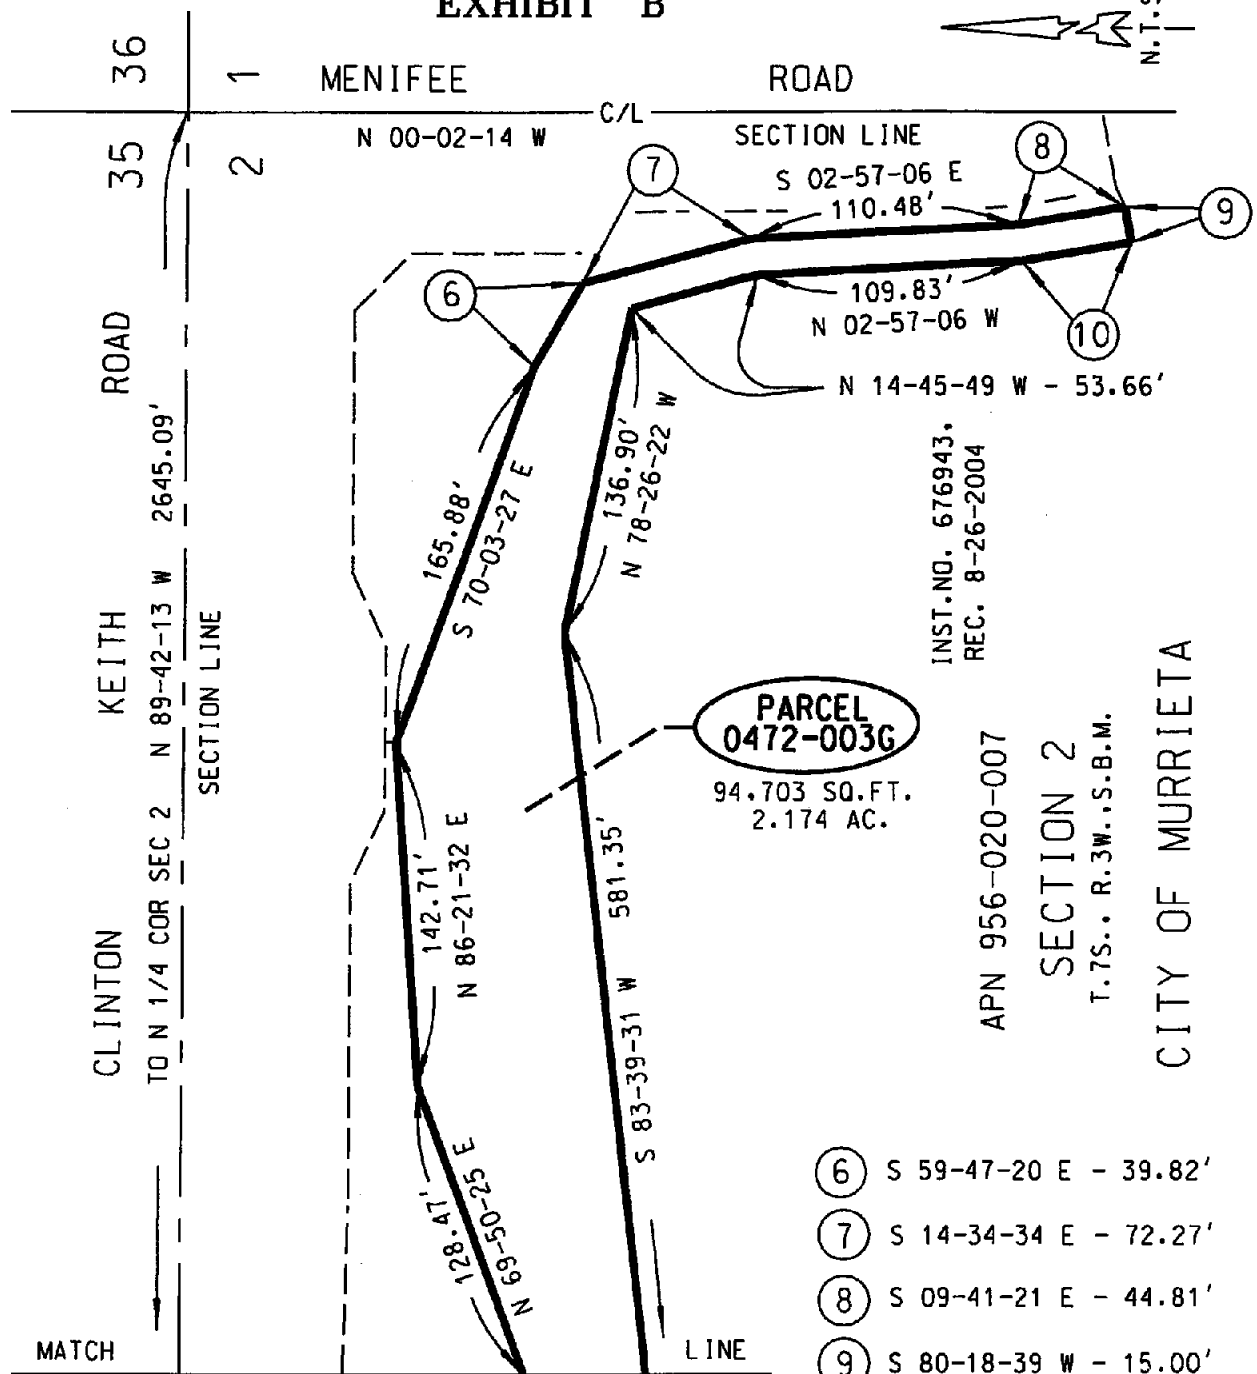 EXHIBIT B
N.T.S
36
1
MENIFEE ROAD
C/L
N 00-02-14 W
SECTION LINE
35
2
7
8
S 02-57-06 E
110.48'
9
6
109.83'
N 02-57-06 W
10
N 14-45-49 W - 53.66'
CLINTON KEITH ROAD
TO N 1/4 COR SEC 2 N 89-42-13 W 2645.09'
SECTION LINE
165.88'
S 70-03-27 E
136.90'
N 78-26-22 W
INST.NO. 676943,
REC. 8-26-2004
PARCEL
0472-003G
94,703 SQ.FT.
2.174 AC.
142.71'
N 86-21-32 E
S 83-39-31 W 581.35'
APN 956-020-007
SECTION 2
T.7S., R.3W.,S.B.M.
CITY OF MURRIETA
128.47'
N 69-50-25 E
6 S 59-47-20 E - 39.82'
7 S 14-34-34 E - 72.27'
8 S 09-41-21 E - 44.81'
9 S 80-18-39 W - 15.00'
MATCH LINE